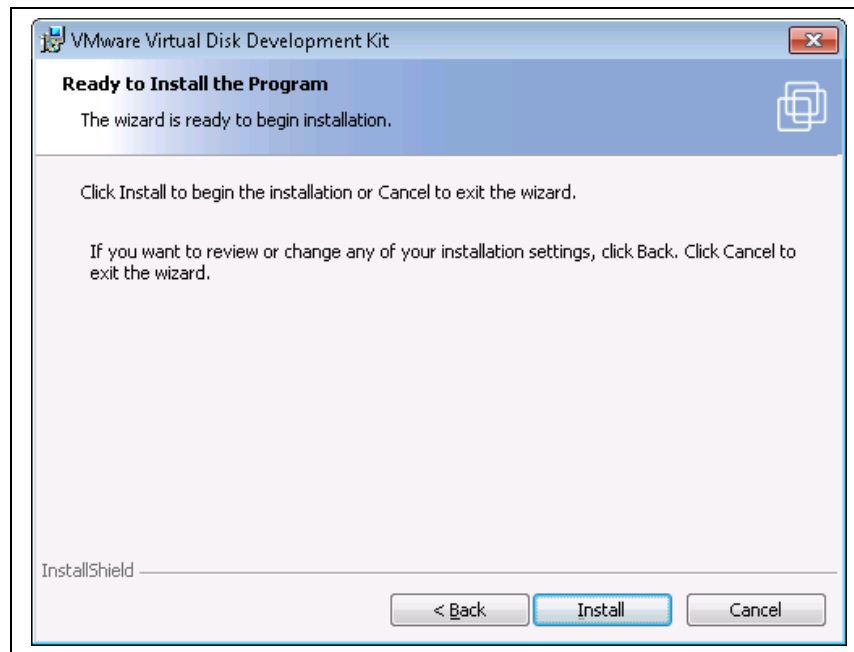 VMware Virtual Disk Development Kit
Ready to Install the Program
The wizard is ready to begin installation.
Click Install to begin the installation or Cancel to exit the wizard.
If you want to review or change any of your installation settings, click Back. Click Cancel to
exit the wizard.
InstallShield
< Back Install Cancel